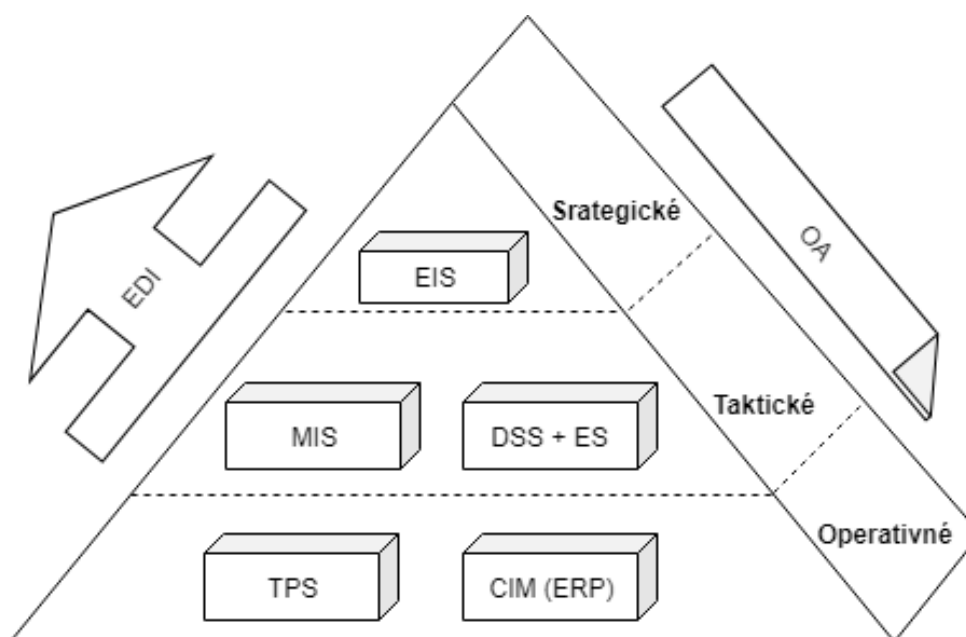 Srategické
EDI
OA
EIS
Taktické
MIS
DSS + ES
Operativné
TPS
CIM (ERP)